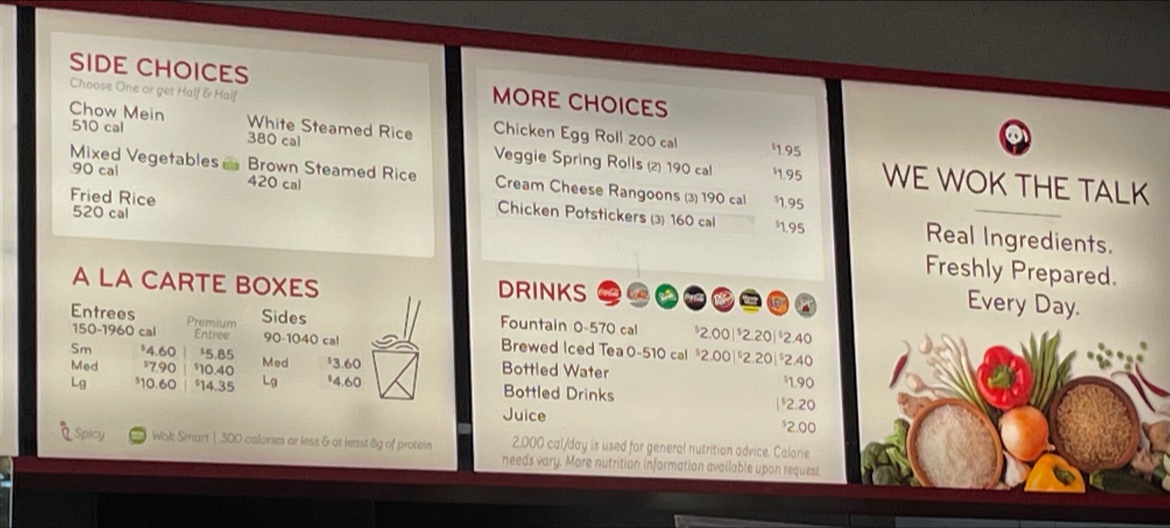 SIDE CHOICES
Choose One or get Half & Half
Chow Mein
510 cal
Mixed Vegetables
90 cal
Fried Rice
520 cal
White Steamed Rice
380 cal
Brown Steamed Rice
420 cal
A LA CARTE BOXES
Entrees
150-1960 cal
Premium
Entree
Sm $4.60 | $5.85
Med $7.90 | $10.40
Lg $10.60 | $14.35
Sides
90-1040 cal
Med $3.60
Lg $4.60
Spicy
Wok Smart | 300 calories or less & at least 8g of protein
MORE CHOICES
Chicken Egg Roll 200 cal $1.95
Veggie Spring Rolls (2) 190 cal $1.95
Cream Cheese Rangoons (3) 190 cal $1.95
Chicken Potstickers (3) 160 cal $1.95
DRINKS
Fountain 0-570 cal $2.00|$2.20|$2.40
Brewed Iced Tea 0-510 cal $2.00|$2.20|$2.40
Bottled Water $1.90
Bottled Drinks |$2.20
Juice $2.00
2,000 cal/day is used for general nutrition advice. Calorie
needs vary. More nutrition information available upon request.
WE WOK THE TALK
Real Ingredients.
Freshly Prepared.
Every Day.